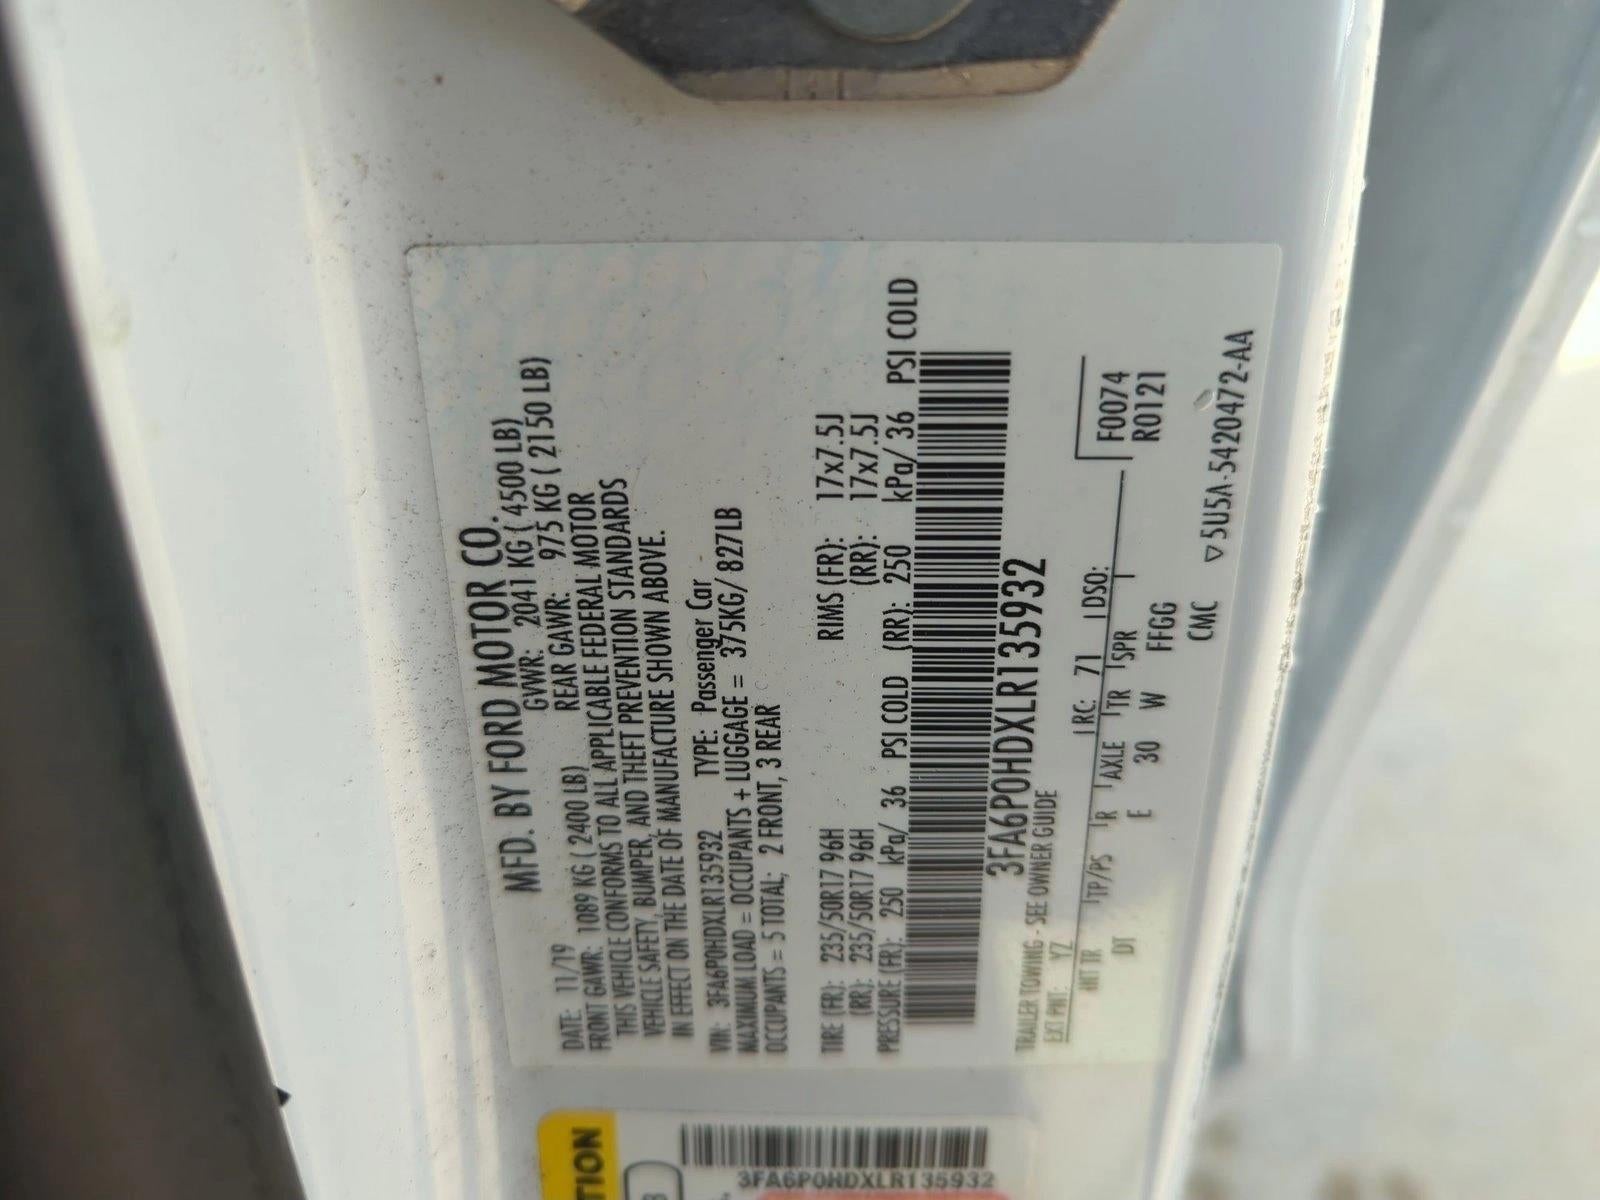 MFD. BY FORD MOTOR CO.
DATE: 11/19 GVWR: 2041 KG ( 4500 LB)
FRONT GAWR: 1089 KG ( 2400 LB) REAR GAWR: 975 KG ( 2150 LB)
THIS VEHICLE CONFORMS TO ALL APPLICABLE FEDERAL MOTOR
VEHICLE SAFETY, BUMPER, AND THEFT PREVENTION STANDARDS
IN EFFECT ON THE DATE OF MANUFACTURE SHOWN ABOVE.
VIN: 3FA6P0HDXLR135932 TYPE: Passenger Car
MAXIMUM LOAD = OCCUPANTS + LUGGAGE = 375KG/ 827LB
OCCUPANTS = 5 TOTAL; 2 FRONT, 3 REAR
TIRE (FR): 235/50R17 96H RIMS (FR): 17x7.5J
(RR): 235/50R17 96H (RR): 17x7.5J
PRESSURE (FR): 250 kPa/ 36 PSI COLD (RR): 250 kPa/ 36 PSI COLD
3FA6P0HDXLR135932
TRAILER TOWING - SEE OWNER GUIDE
EXT PNT: YZ RC: 71 DSO: F0074
R0121
INT TR TP/PS R AXLE TR SPR
DT E 30 W FFGG
CMC
▽5U5A-5420472-AA
TION
3FA6P0HDXLR135932